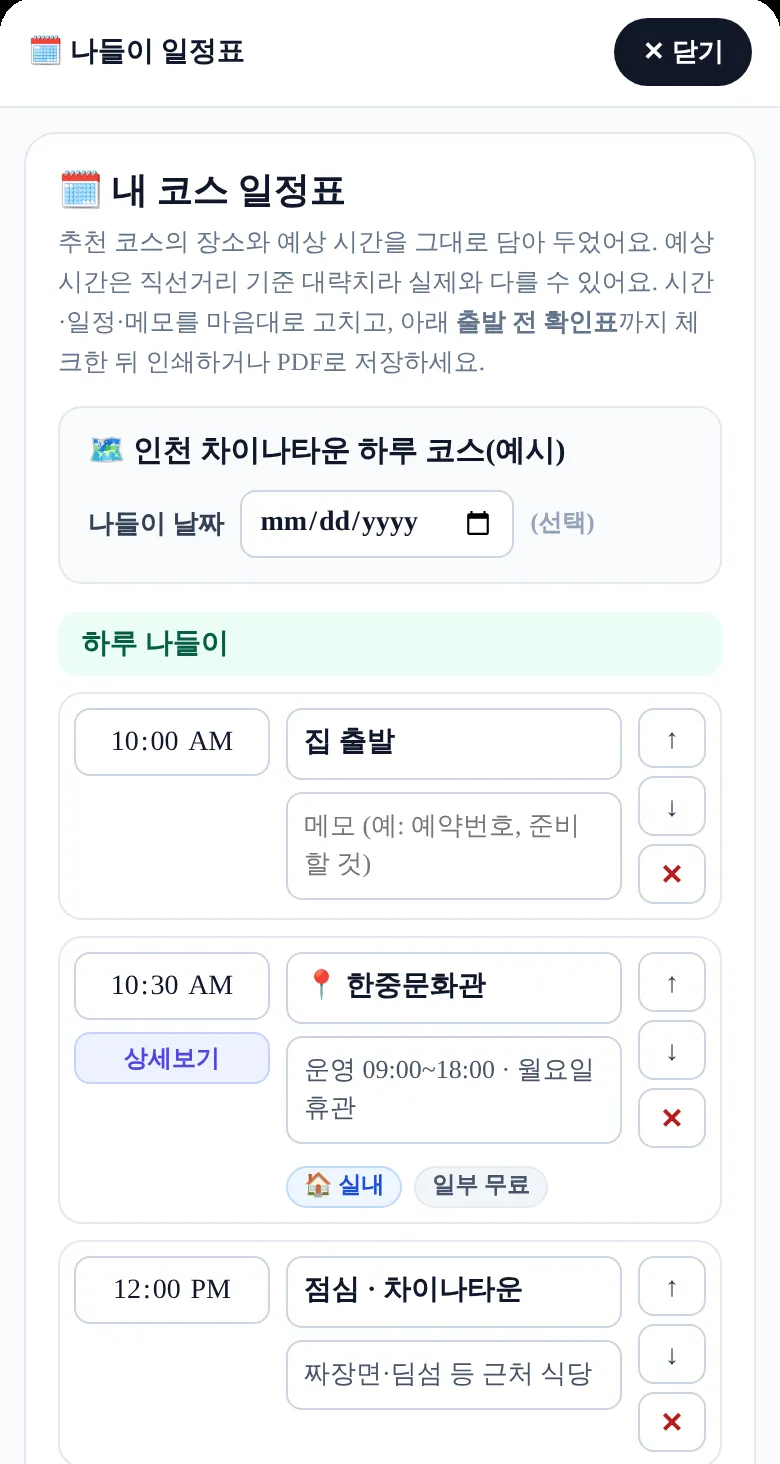 🗓️ 나들이 일정표
✕ 닫기
🗓️ 내 코스 일정표
추천 코스의 장소와 예상 시간을 그대로 담아 두었어요. 예상
시간은 직선거리 기준 대략치라 실제와 다를 수 있어요. 시간
·일정·메모를 마음대로 고치고, 아래 출발 전 확인표까지 체
크한 뒤 인쇄하거나 PDF로 저장하세요.
🗺️ 인천 차이나타운 하루 코스(예시)
나들이 날짜 mm/dd/yyyy (선택)
하루 나들이
10:00 AM 집 출발 ↑
메모 (예: 예약번호, 준비
할 것)
↓
✕
10:30 AM 📍 한중문화관 ↑
상세보기
운영 09:00~18:00 · 월요일
휴관
↓
✕
🏠 실내 일부 무료
12:00 PM 점심 · 차이나타운 ↑
짜장면·딤섬 등 근처 식당 ↓
✕